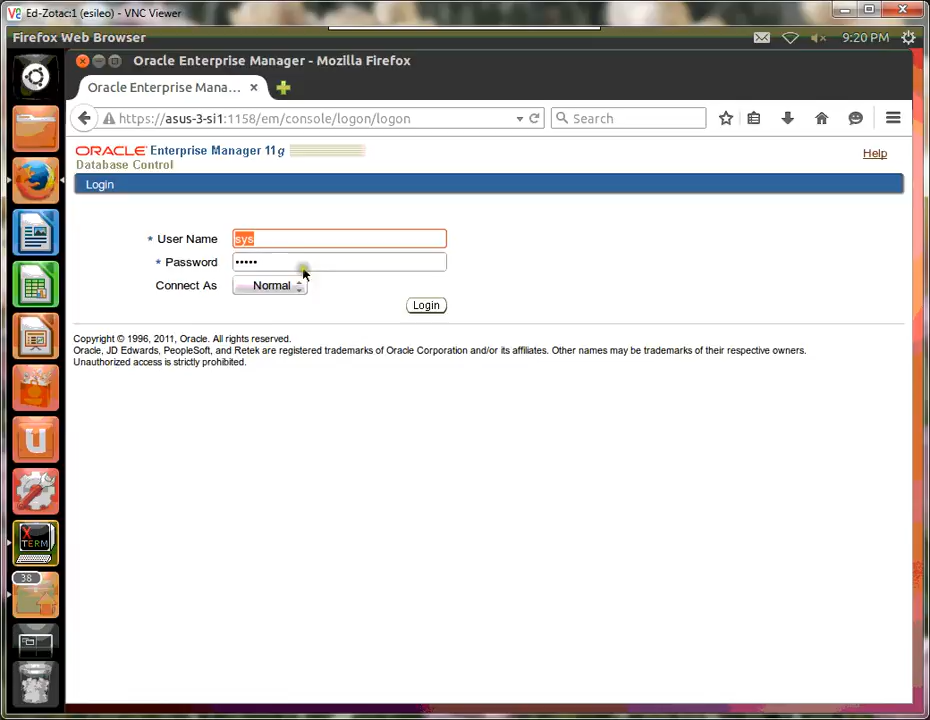 Ed-Zotac:1 (esileo) - VNC Viewer
Firefox Web Browser
9:20 PM
Oracle Enterprise Manager - Mozilla Firefox
Oracle Enterprise Mana...
https://asus-3-si1:1158/em/console/logon/logon
Search
ORACLE Enterprise Manager 11g
Database Control
Help
Login
* User Name sys
* Password •••••
Connect As Normal
Login
Copyright © 1996, 2011, Oracle. All rights reserved.
Oracle, JD Edwards, PeopleSoft, and Retek are registered trademarks of Oracle Corporation and/or its affiliates. Other names may be trademarks of their respective owners.
Unauthorized access is strictly prohibited.
X
TERM
38